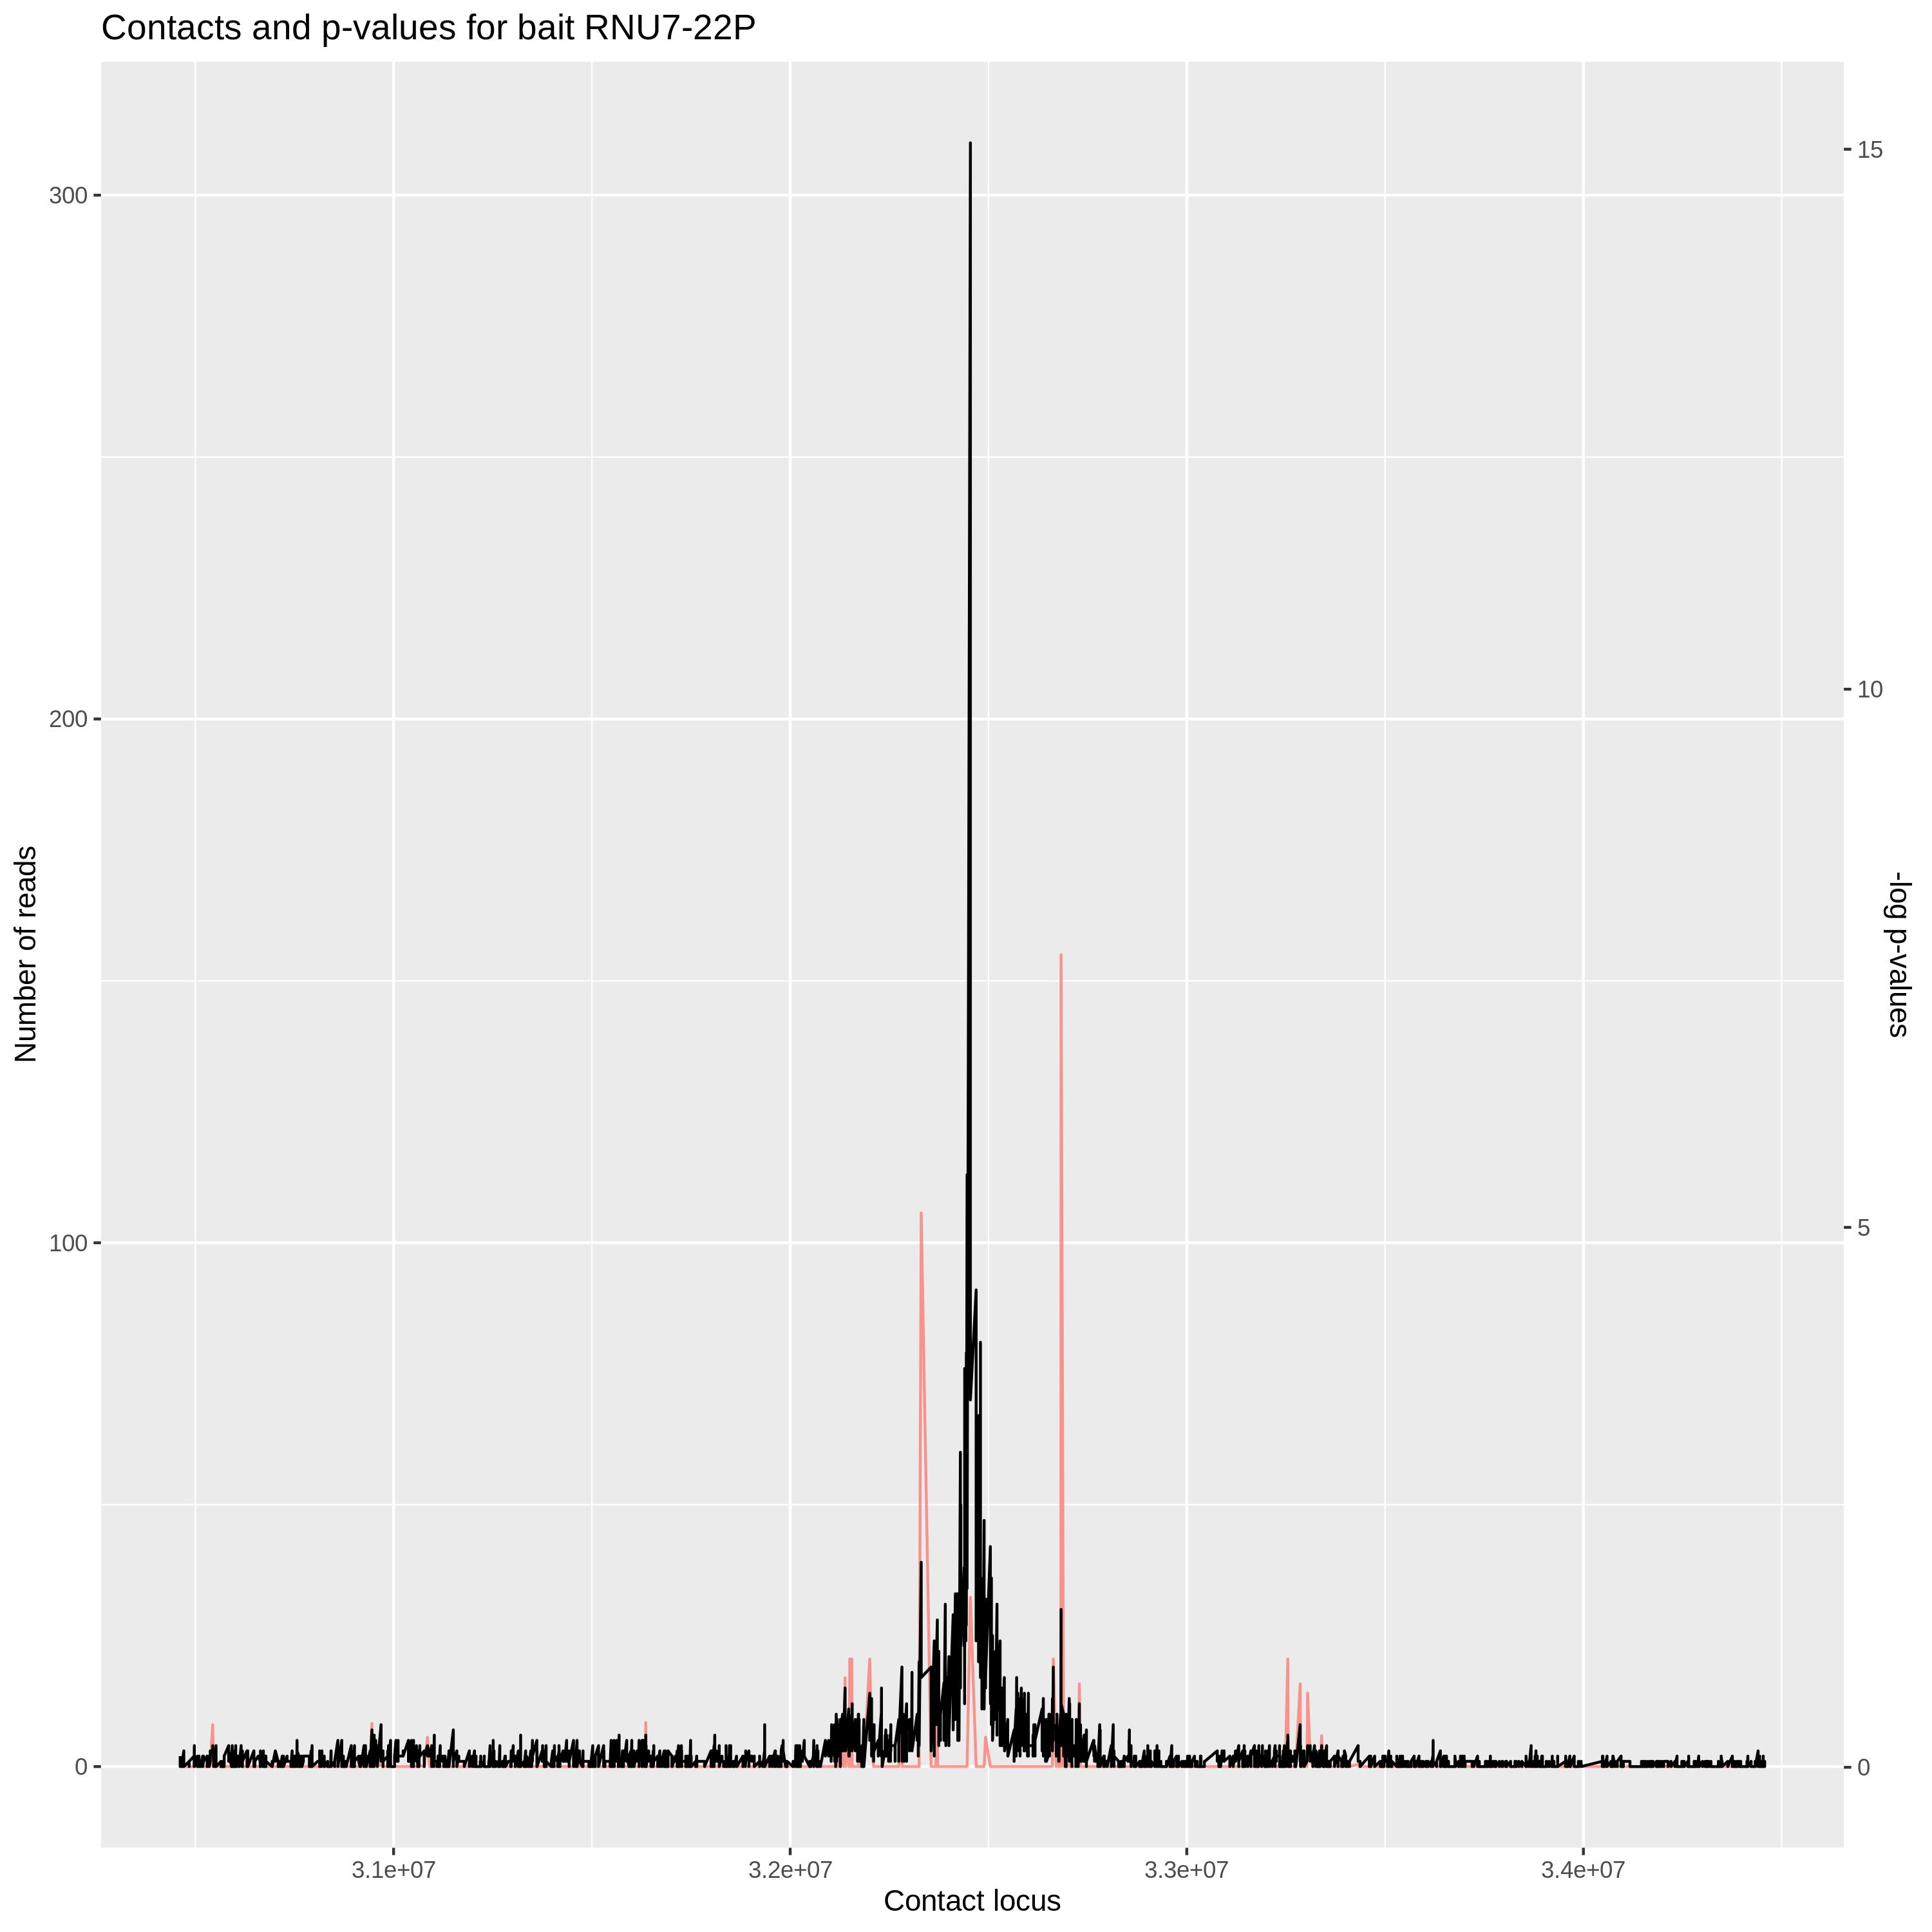 Contacts and p-values for bait RNU7-22P
300
200
100
0
Number of reads
15
10
5
0
-log p-values
3.1e+07
3.2e+07
3.3e+07
3.4e+07
Contact locus